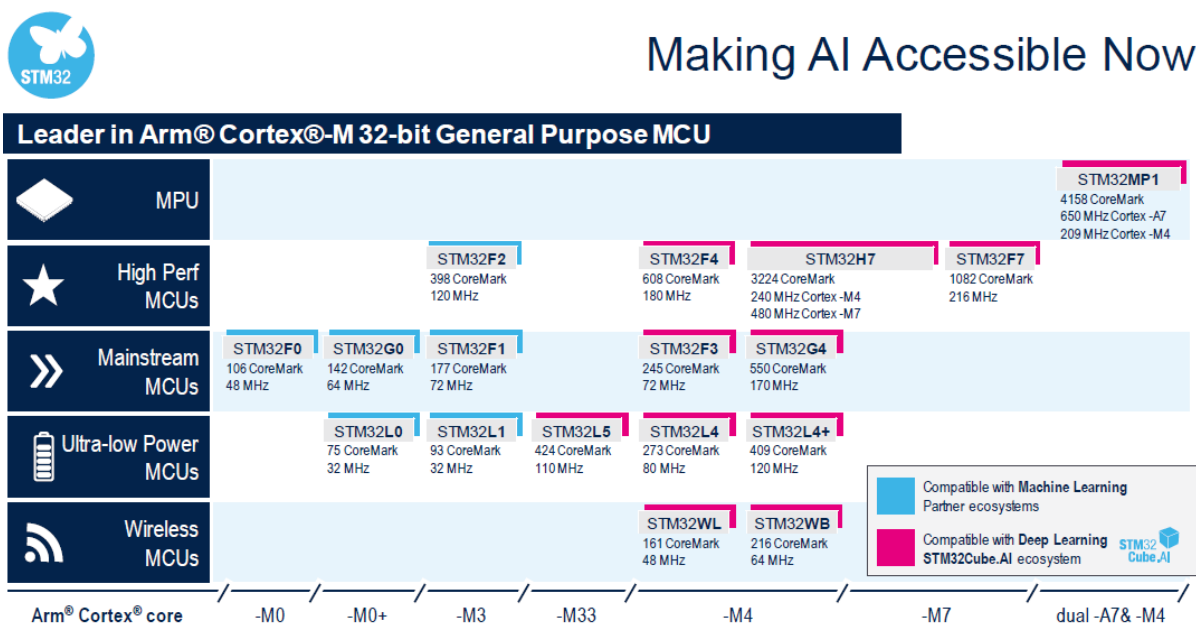 STM32
Making AI Accessible Now
Leader in Arm® Cortex®-M 32-bit General Purpose MCU
MPU
STM32MP1
4158 CoreMark
650 MHz Cortex -A7
209 MHz Cortex -M4
High Perf
MCUs
STM32F2
398 CoreMark
120 MHz
STM32F4
608 CoreMark
180 MHz
STM32H7
3224 CoreMark
240 MHz Cortex -M4
480 MHz Cortex -M7
STM32F7
1082 CoreMark
216 MHz
Mainstream
MCUs
STM32F0
106 CoreMark
48 MHz
STM32G0
142 CoreMark
64 MHz
STM32F1
177 CoreMark
72 MHz
STM32F3
245 CoreMark
72 MHz
STM32G4
550 CoreMark
170 MHz
Ultra-low Power
MCUs
STM32L0
75 CoreMark
32 MHz
STM32L1
93 CoreMark
32 MHz
STM32L5
424 CoreMark
110 MHz
STM32L4
273 CoreMark
80 MHz
STM32L4+
409 CoreMark
120 MHz
Wireless
MCUs
STM32WL
161 CoreMark
48 MHz
STM32WB
216 CoreMark
64 MHz
Compatible with Machine Learning
Partner ecosystems
Compatible with Deep Learning
STM32Cube.AI ecosystem
STM32
Cube.AI
Arm® Cortex® core
-M0
-M0+
-M3
-M33
-M4
-M7
dual -A7& -M4